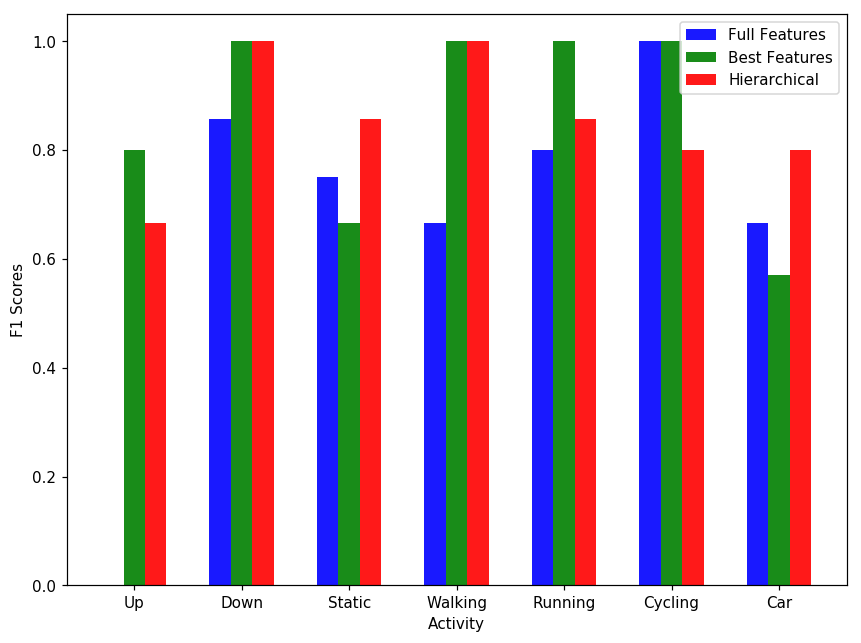 1.0
0.8
0.6
0.4
0.2
0.0
F1 Scores
Full Features
Best Features
Hierarchical
Up Down Static Walking Running Cycling Car
Activity